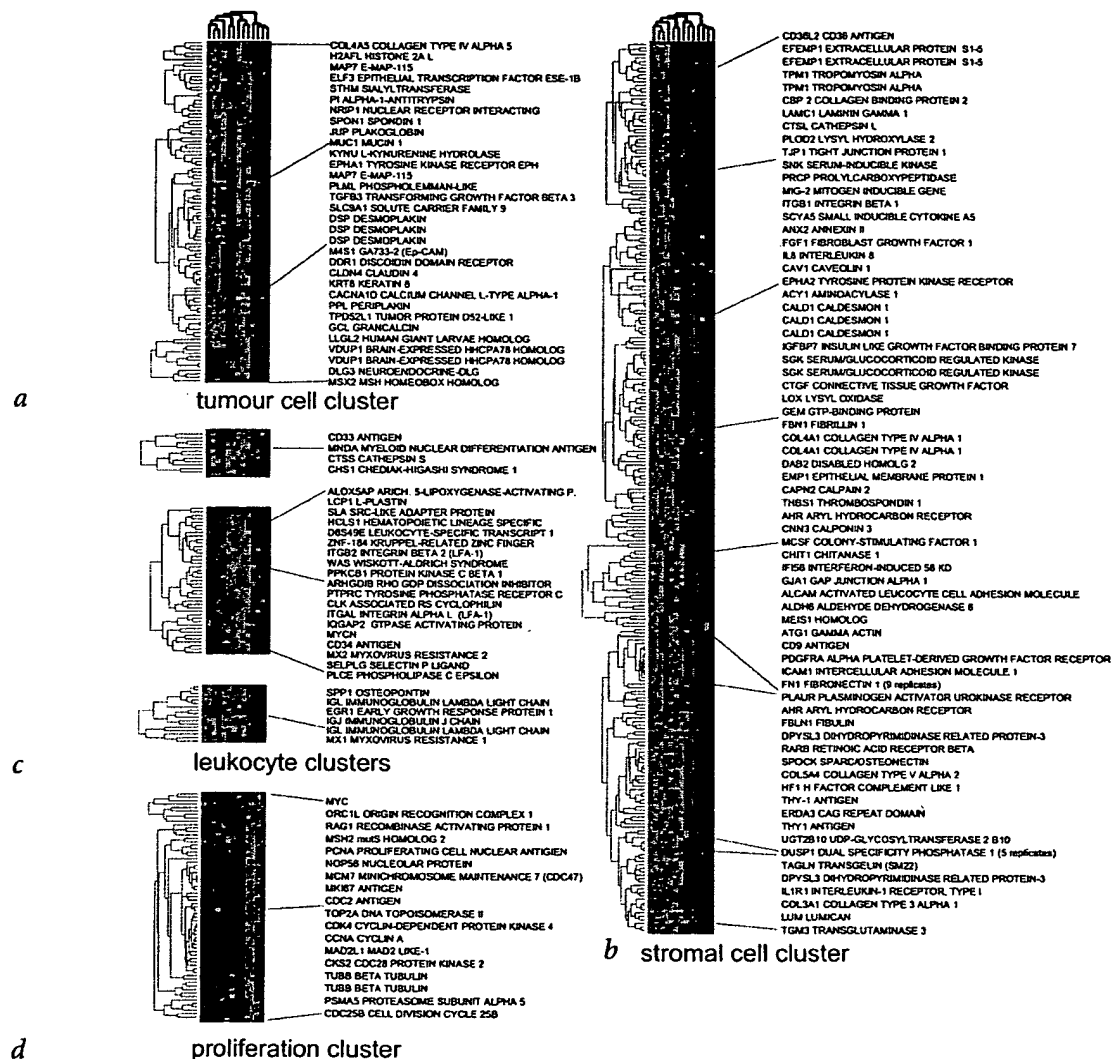 COL4A5 COLLAGEN TYPE IV ALPHA 5
H2AFL HISTONE 2A L
MAP7 E-MAP-115
ELF3 EPITHELIAL TRANSCRIPTION FACTOR ESE-1B
STHM SIALYLTRANSFERASE
PI ALPHA-1-ANTITRYPSIN
NRIP1 NUCLEAR RECEPTOR INTERACTING
SPON1 SPONDIN 1
JUP PLAKOGLOBIN
MUC1 MUCIN 1
KYNU L-KYNURENINE HYDROLASE
EPHA1 TYROSINE KINASE RECEPTOR EPH
MAP7 E-MAP-115
PLML PHOSPHOLEMMAN-LIKE
TGFB3 TRANSFORMING GROWTH FACTOR BETA 3
SLC9A1 SOLUTE CARRIER FAMILY 9
DSP DESMOPLAKIN
DSP DESMOPLAKIN
DSP DESMOPLAKIN
M4S1 GA733-2 (Ep-CAM)
DDR1 DISCOIDIN DOMAIN RECEPTOR
CLDN4 CLAUDIN 4
KRT8 KERATIN 8
CACNA1D CALCIUM CHANNEL L-TYPE ALPHA-1
PPL PERIPLAKIN
TPD52L1 TUMOR PROTEIN D52-LIKE 1
GCL GRANCALCIN
LLGL2 HUMAN GIANT LARVAE HOMOLOG
VDUP1 BRAIN-EXPRESSED HHCPA78 HOMOLOG
VDUP1 BRAIN-EXPRESSED HHCPA78 HOMOLOG
DLG3 NEUROENDOCRINE-DLG
MSX2 MSH HOMEOBOX HOMOLOG
a
tumour cell cluster
CD33 ANTIGEN
MNDA MYELOID NUCLEAR DIFFERENTIATION ANTIGEN
CTSS CATHEPSIN S
CHS1 CHEDIAK-HIGASHI SYNDROME 1
ALOX5AP ARICH. 5-LIPOXYGENASE-ACTIVATING P.
LCP1 L-PLASTIN
SLA SRC-LIKE ADAPTER PROTEIN
HCLS1 HEMATOPOIETIC LINEAGE SPECIFIC
D6S49E LEUKOCYTE-SPECIFIC TRANSCRIPT 1
ZNF-184 KRUPPEL-RELATED ZINC FINGER
ITGB2 INTEGRIN BETA 2 (LFA-1)
WAS WISKOTT-ALDRICH SYNDROME
PPKCB1 PROTEIN KINASE C BETA 1
ARHGDIB RHO GDP DISSOCIATION INHIBITOR
PTPRC TYROSINE PHOSPHATASE RECEPTOR C
CLK ASSOCIATED RS CYCLOPHILIN
ITGAL INTEGRIN ALPHA L (LFA-1)
IQGAP2 GTPASE ACTIVATING PROTEIN
MYCN
CD34 ANTIGEN
MX2 MYXOVIRUS RESISTANCE 2
SELPLG SELECTIN P LIGAND
PLCE PHOSPHOLIPASE C EPSILON
SPP1 OSTEOPONTIN
IGL IMMUNOGLOBULIN LAMBDA LIGHT CHAIN
EGR1 EARLY GROWTH RESPONSE PROTEIN 1
IGJ IMMUNOGLOBULIN J CHAIN
IGL IMMUNOGLOBULIN LAMBDA LIGHT CHAIN
MX1 MYXOVIRUS RESISTANCE 1
c
leukocyte clusters
MYC
ORC1L ORIGIN RECOGNITION COMPLEX 1
RAG1 RECOMBINASE ACTIVATING PROTEIN 1
MSH2 mutS HOMOLOG 2
PCNA PROLIFERATING CELL NUCLEAR ANTIGIEN
NOP56 NUCLEOLAR PROTEIN
MCM7 MINICHROMOSOME MAINTENANCE 7 (CDC47)
MKI67 ANTIGEN
CDC2 ANTIGEN
TOP2A DNA TOPOISOMERASE II
CDK4 CYCLIN-DEPENDENT PROTEIN KINASE 4
CCNA CYCLIN A
MAD2L1 MAD2 LIKE-1
CKS2 CDC28 PROTEIN KINASE 2
TUBB BETA TUBULIN
TUBB BETA TUBULIN
PSMA5 PROTEASOME SUBUNIT ALPHA 5
CDC25B CELL DIVISION CYCLE 25B
d
proliferation cluster
CD36L2 CD36 ANTIGEN
EFEMP1 EXTRACELLULAR PROTEIN S1-5
EFEMP1 EXTRACELLULAR PROTEIN S1-5
TPM1 TROPOMYOSIN ALPHA
TPM1 TROPOMYOSIN ALPHA
CBP 2 COLLAGEN BINDING PROTEIN 2
LAMC1 LAMININ GAMMA 1
CTSL CATHEPSIN L
PLOD2 LYSYL HYDROXYLASE 2
TJP1 TIGHT JUNCTION PROTEIN 1
SNK SERUM-INDUCIBLE KINASE
PRCP PROLYLCARBOXYPEPTIDASE
MIG-2 MITOGEN INDUCIBLE GENE
ITGB1 INTEGRIN BETA 1
SCYA5 SMALL INDUCIBLE CYTOKINE A5
ANX2 ANNEXIN II
FGF1 FIBROBLAST GROWTH FACTOR 1
IL8 INTERLEUKIN 8
CAV1 CAVEOLIN 1
EPHA2 TYROSINE PROTEIN KINASE RECEPTOR
ACY1 AMINOACYLASE 1
CALD1 CALDESMON 1
CALD1 CALDESMON 1
CALD1 CALDESMON 1
IGFBP7 INSULIN LIKE GROWTH FACTOR BINDING PROTEIN 7
SGK SERUM/GLUCOCORTICOID REGULATED KINASE
SGK SERUM/GLUCOCORTICOID REGULATED KINASE
CTGF CONNECTIVE TISSUE GROWTH FACTOR
LOX LYSYL OXIDASE
GEM GTP-BINDING PROTEIN
FBN1 FIBRILLIN 1
COL4A1 COLLAGEN TYPE IV ALPHA 1
COL4A1 COLLAGEN TYPE IV ALPHA 1
DAB2 DISABLED HOMOLG 2
EMP1 EPITHELIAL MEMBRANE PROTEIN 1
CAPN2 CALPAIN 2
THBS1 THROMBOSPONDIN 1
AHR ARYL HYDROCARBON RECEPTOR
CNN3 CALPONIN 3
MCSF COLONY-STIMULATING FACTOR 1
CHIT1 CHITANASE 1
IFI56 INTERFERON-INDUCED 56 KD
GJA1 GAP JUNCTION ALPHA 1
ALCAM ACTIVATED LEUCOCYTE CELL ADHESION MOLECULE
ALDH6 ALDEHYDE DEHYDROGENASE 6
MEIS1 HOMOLOG
ATG1 GAMMA ACTIN
CD9 ANTIGEN
PDGFRA ALPHA PLATELET-DERIVED GROWTH FACTOR RECEPTOR
ICAM1 INTERCELLULAR ADHESION MOLECULE 1
FN1 FIBRONECTIN 1 (9 replicates)
PLAUR PLASMINOGEN ACTIVATOR UROKINASE RECEPTOR
AHR ARYL HYDROCARBON RECEPTOR
FBLN1 FIBULIN
DPYSL3 DIHYDROPYRIMIDINASE RELATED PROTEIN-3
RARB RETINOIC ACID RECEPTOR BETA
SPOCK SPARC/OSTEONECTIN
COL5A4 COLLAGEN TYPE V ALPHA 2
HF1 H FACTOR COMPLEMENT LIKE 1
THY-1 ANTIGEN
ERDA3 CAG REPEAT DOMAIN
THY1 ANTIGEN
UGT2B10 UDP-GLYCOSYLTRANSFERASE 2 B10
DUSP1 DUAL SPECIFICITY PHOSPHATASE 1 (5 replicates)
TAGLN TRANSGELIN (SM22)
DPYSL3 DIHYDROPYRIMIDINASE RELATED PROTEIN-3
IL1R1 INTERLEUKIN-1 RECEPTOR, TYPE I
COL3A1 COLLAGEN TYPE 3 ALPHA 1
LUM LUMICAN
TGM3 TRANSGLUTAMINASE 3
b
stromal cell cluster